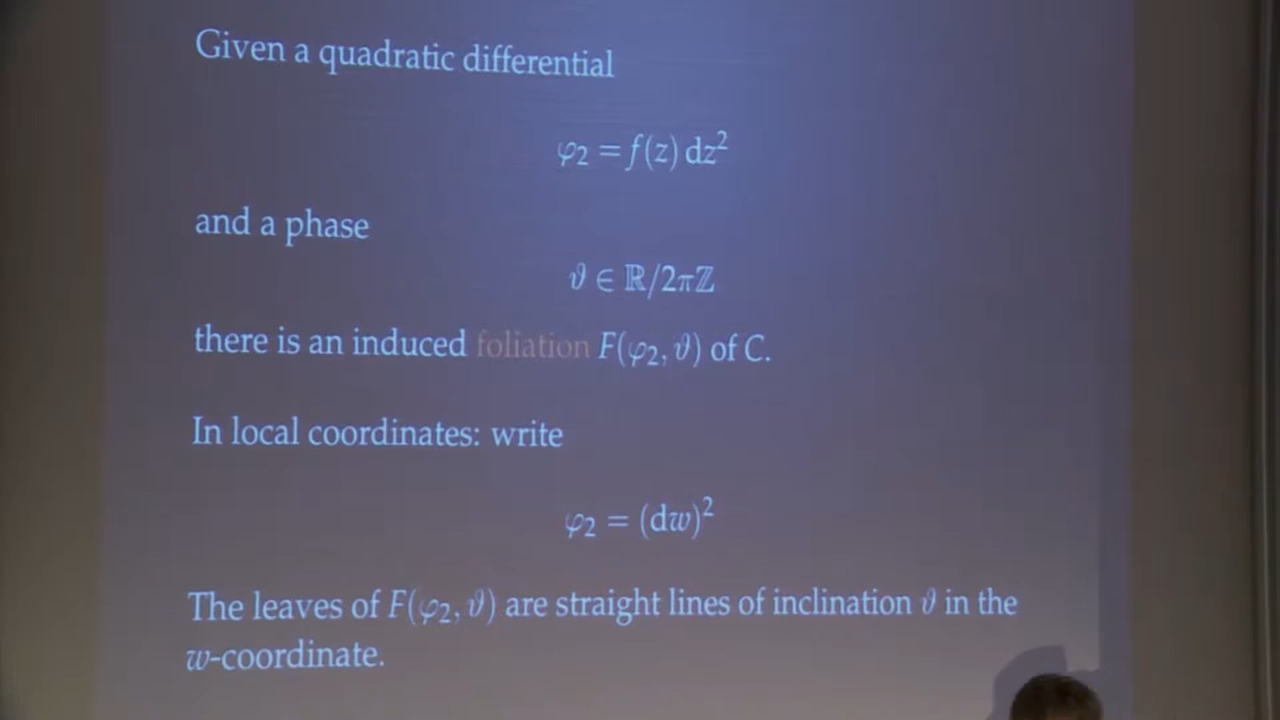 Given a quadratic differential
φ₂ = f(z) dz²
and a phase
ϑ ∈ ℝ/2πℤ
there is an induced foliation F(φ₂, ϑ) of C.
In local coordinates: write
φ₂ = (dw)²
The leaves of F(φ₂, ϑ) are straight lines of inclination ϑ in the
w-coordinate.